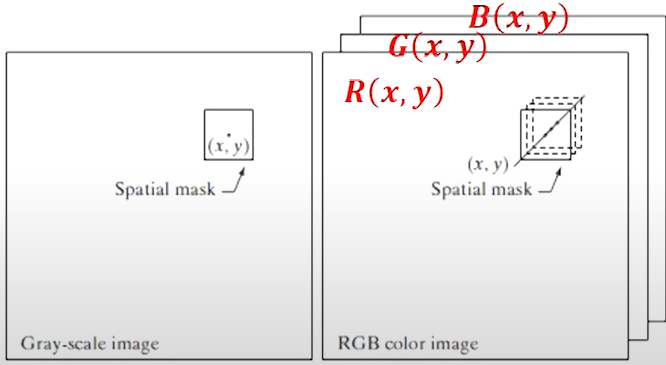 B(x, y)
G(x, y)
R(x, y)
(x, y)
Spatial mask
Gray-scale image
(x, y)
Spatial mask
RGB color image